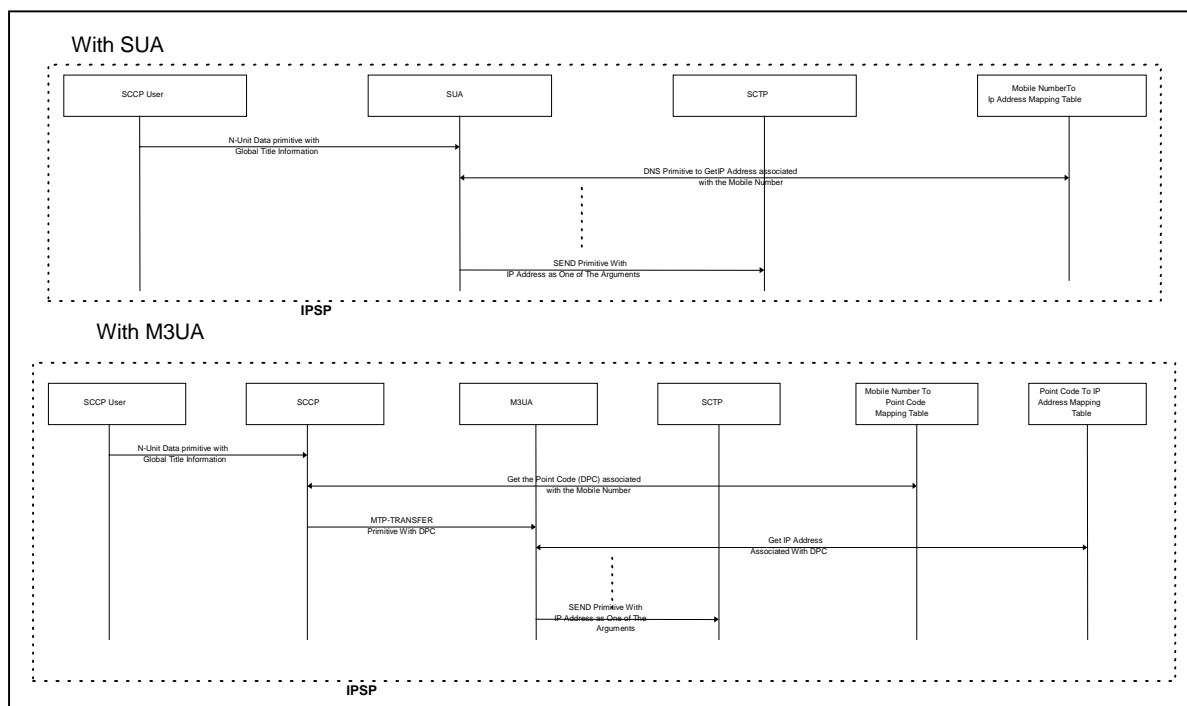 With SUA
SCCP User
SUA
SCTP
Mobile NumberTo
Ip Address Mapping Table
N-Unit Data primitive with
Global Title Information
DNS Primitive to GetIP Address associated
with the Mobile Number
SEND Primitive With
IP Address as One of The Arguments
IPSP
With M3UA
SCCP User
SCCP
M3UA
SCTP
Mobile Number To
Point Code
Mapping Table
Point Code To IP
Address Mapping
Table
N-Unit Data primitive with
Global Title Information
Get the Point Code (DPC) associated
with the Mobile Number
MTP-TRANSFER
Primitive With DPC
Get IP Address
Associated With DPC
SEND Primitive With
IP Address as One of The
Arguments
IPSP